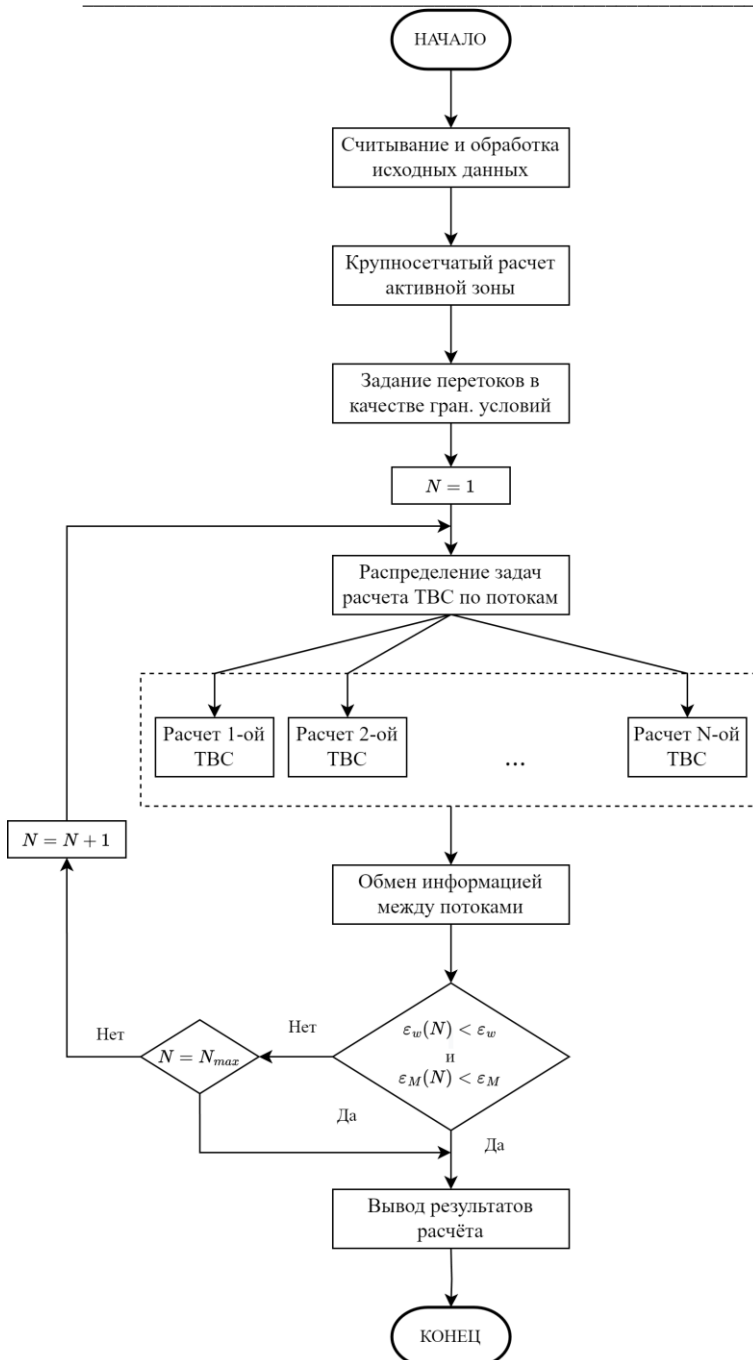 НАЧАЛО
Считывание и обработка
исходных данных
Крупносетчатый расчет
активной зоны
Задание перетоков в
качестве гран. условий
N = 1
Распределение задач
расчета ТВС по потокам
Расчет 1-ой
ТВС
Расчет 2-ой
ТВС
...
Расчет N-ой
ТВС
N = N + 1
Обмен информацией
между потоками
Нет
N = N_{max}
Нет
ε_w(N) < ε_w
и
ε_M(N) < ε_M
Да
Да
Вывод результатов
расчёта
КОНЕЦ